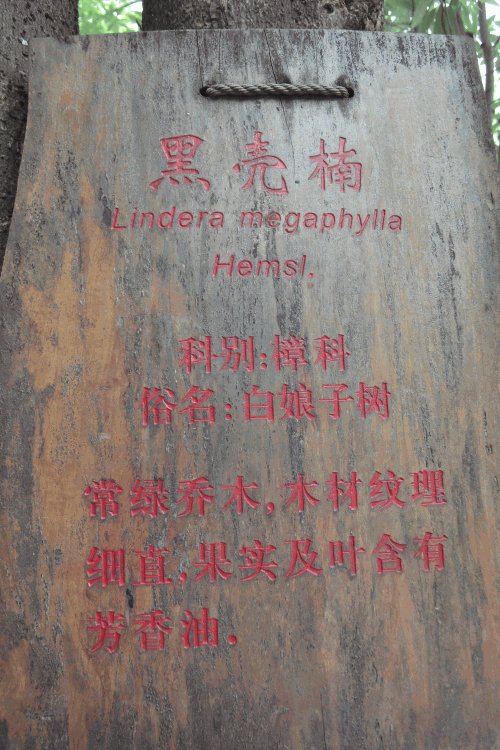 黑壳楠
Lindera megaphylla
Hemsl.
科别:樟科
俗名:白娘子树
常绿乔木,木材纹理
细直,果实及叶含有
芳香油.